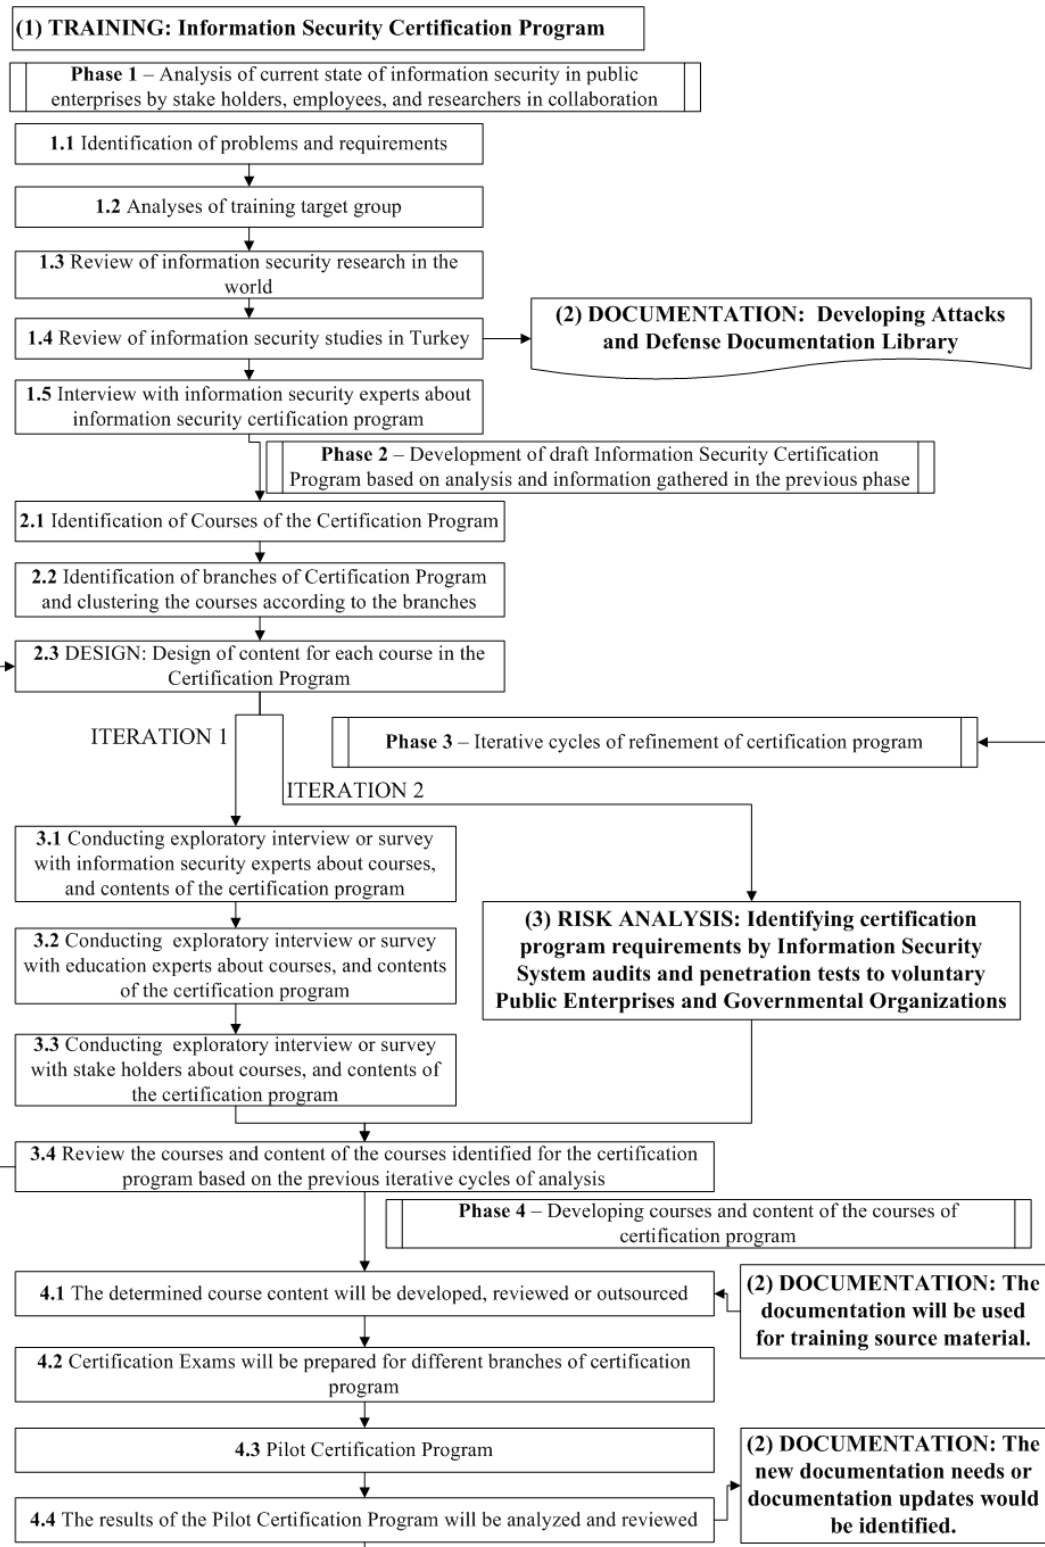 (1) TRAINING: Information Security Certification Program
Phase 1 – Analysis of current state of information security in public
enterprises by stake holders, employees, and researchers in collaboration
1.1 Identification of problems and requirements
1.2 Analyses of training target group
1.3 Review of information security research in the
world
1.4 Review of information security studies in Turkey
(2) DOCUMENTATION:  Developing Attacks
and Defense Documentation Library
1.5 Interview with information security experts about
information security certification program
Phase 2 – Development of draft Information Security Certification
Program based on analysis and information gathered in the previous phase
2.1 Identification of Courses of the Certification Program
2.2 Identification of branches of Certification Program
and clustering the courses according to the branches
2.3 DESIGN: Design of content for each course in the
Certification Program
ITERATION 1
Phase 3 – Iterative cycles of refinement of certification program
ITERATION 2
3.1 Conducting exploratory interview or survey
with information security experts about courses,
and contents of the certification program
3.2 Conducting  exploratory interview or survey
with education experts about courses, and contents
of the certification program
(3) RISK ANALYSIS: Identifying certification
program requirements by Information Security
System audits and penetration tests to voluntary
Public Enterprises and Governmental Organizations
3.3 Conducting  exploratory interview or survey
with stake holders about courses, and contents of
the certification program
3.4 Review the courses and content of the courses identified for the certification
program based on the previous iterative cycles of analysis
Phase 4 – Developing courses and content of the courses of
certification program
4.1 The determined course content will be developed, reviewed or outsourced
(2) DOCUMENTATION: The
documentation will be used
for training source material.
4.2 Certification Exams will be prepared for different branches of certification
program
4.3 Pilot Certification Program
4.4 The results of the Pilot Certification Program will be analyzed and reviewed
(2) DOCUMENTATION: The
new documentation needs or
documentation updates would
be identified.